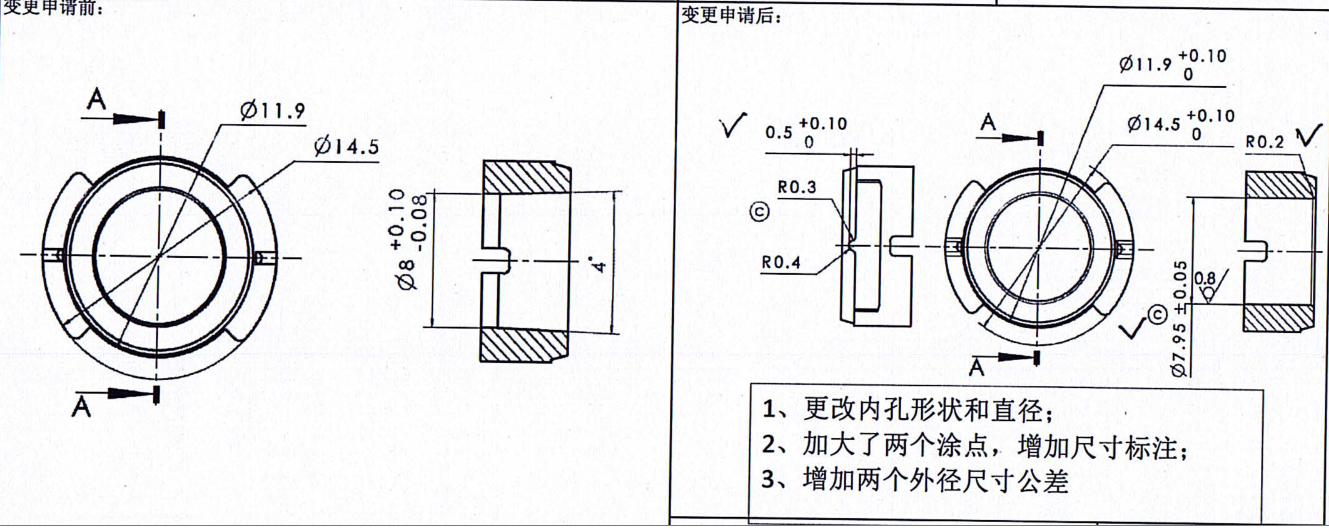 变更申请前：
A
Ø11.9
Ø14.5
A
Ø8 +0.10 -0.08
4°
变更申请后：
Ø11.9 +0.10 0
Ø14.5 +0.10 0
0.5 +0.10 0
A
R0.2
R0.3
©
R0.4
0.8
©
Ø7.95 ±0.05
A
1、更改内孔形状和直径；
2、加大了两个涂点，增加尺寸标注；
3、增加两个外径尺寸公差